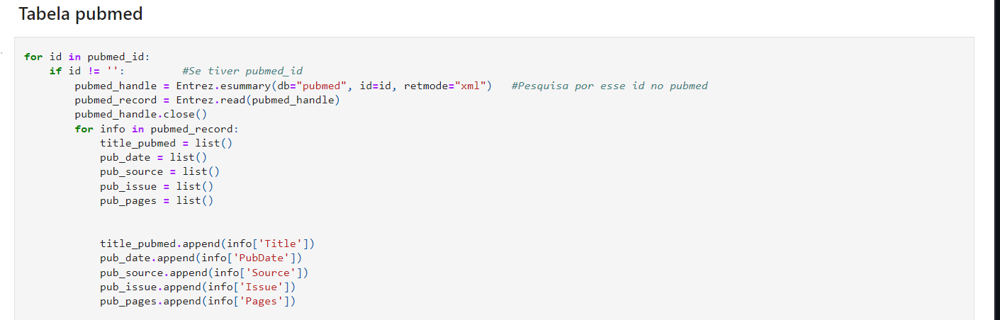 Tabela pubmed
for id in pubmed_id:
    if id != '':         #Se tiver pubmed_id
        pubmed_handle = Entrez.esummary(db="pubmed", id=id, retmode="xml")   #Pesquisa por esse id no pubmed
        pubmed_record = Entrez.read(pubmed_handle)
        pubmed_handle.close()
        for info in pubmed_record:
            title_pubmed = list()
            pub_date = list()
            pub_source = list()
            pub_issue = list()
            pub_pages = list()
            title_pubmed.append(info['Title'])
            pub_date.append(info['PubDate'])
            pub_source.append(info['Source'])
            pub_issue.append(info['Issue'])
            pub_pages.append(info['Pages'])